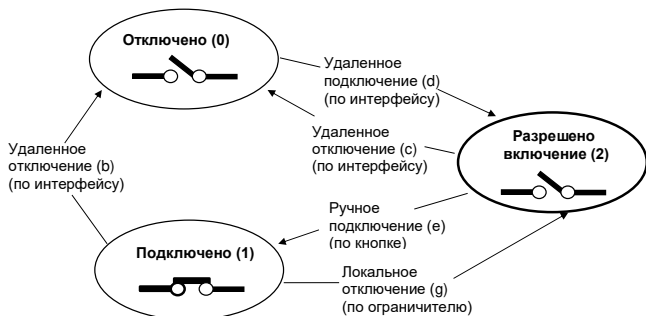 Отключено (0)
Удаленное
подключение (d)
(по интерфейсу)
Удаленное
отключение (b)
(по интерфейсу)
Удаленное
отключение (c)
(по интерфейсу)
Разрешено
включение (2)
Ручное
подключение (e)
(по кнопке)
Подключено (1)
Локальное
отключение (g)
(по ограничителю)